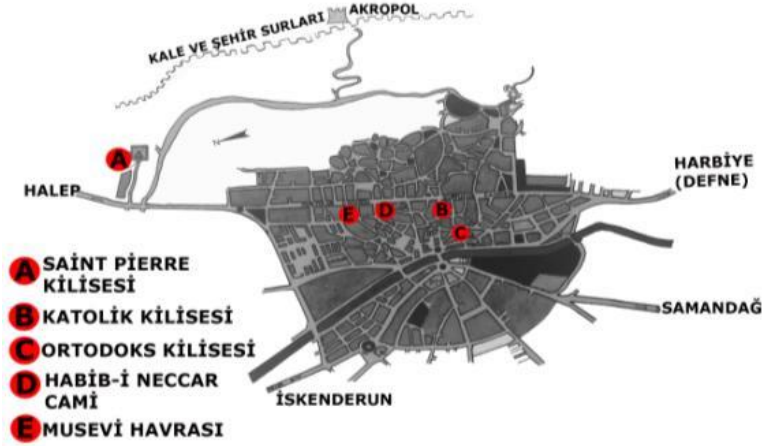 KALE VE ŞEHİR SURLARI
AKROPOL
N
A
HALEP
HARBİYE
(DEFNE)
E
D
B
C
SAMANDAĞ
İSKENDERUN
A SAİNT PİERRE
KİLİSESİ
B KATOLİK KİLİSESİ
C ORTODOKS KİLİSESİ
D HABİB-İ NECCAR
CAMİ
E MUSEVİ HAVRASI